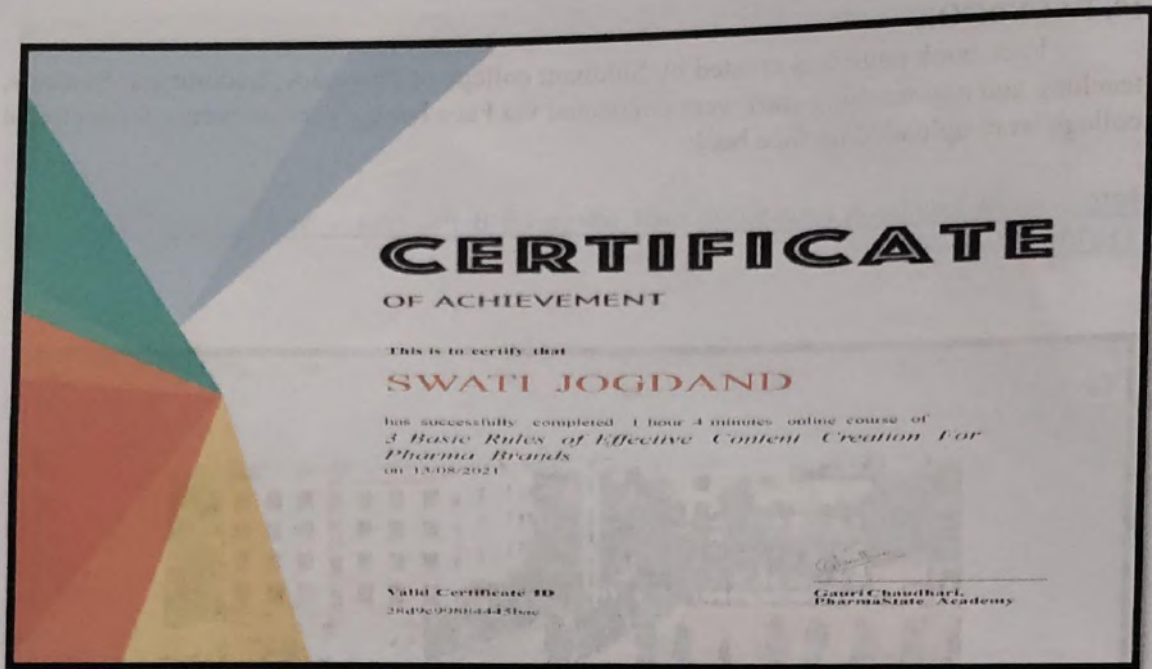 CERTIFICATE
OF ACHIEVEMENT
This is to certify that
SWATI JOGDAND
has successfully completed 1 hour 4 minutes online course of
3 Basic Rules of Effective Content Creation For
Pharma Brands
on 13/08/2021
Valid Certificate ID
Gauri Chaudhari,
PharmaState Academy